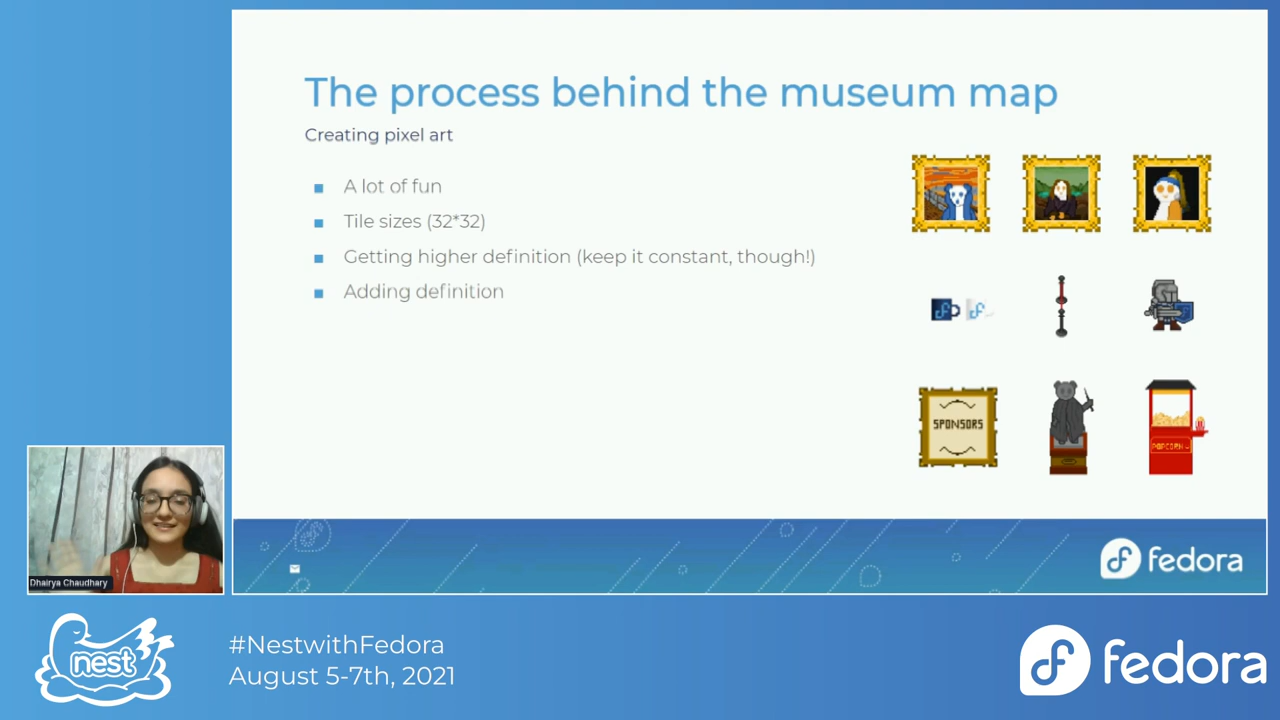 The process behind the museum map
Creating pixel art
A lot of fun
Tile sizes (32*32)
Getting higher definition (keep it constant, though!)
Adding definition
SPONSORS
POPCORN
fedora
Dhairya Chaudhary
nest
#NestwithFedora
August 5-7th, 2021
fedora